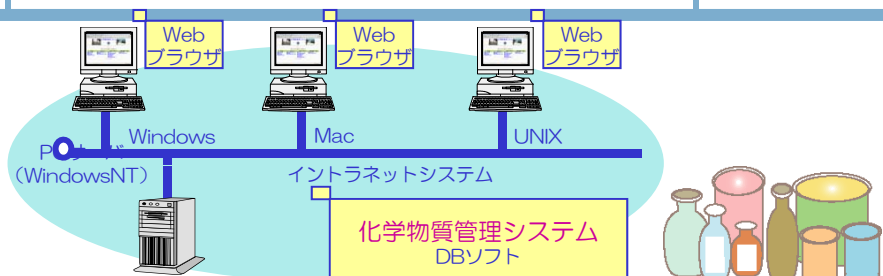 Web
ブラウザ
Web
ブラウザ
Web
ブラウザ
Windows
Mac
UNIX
(WindowsNT)
イントラネットシステム
化学物質管理システム
DBソフト